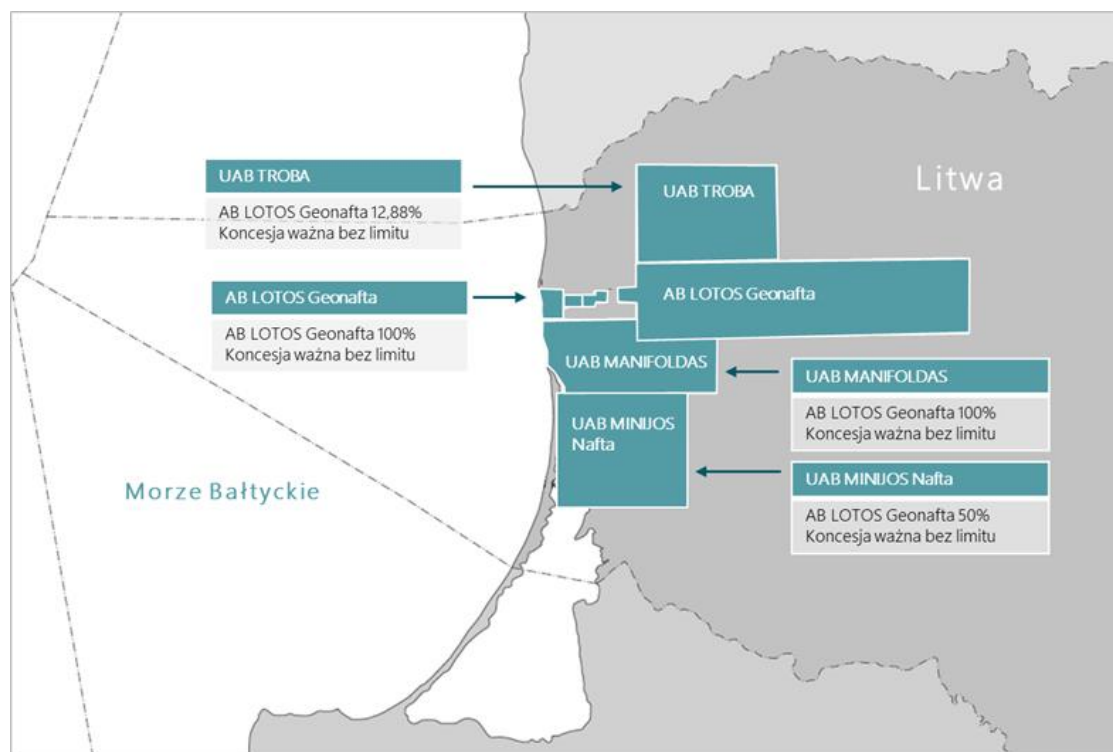 UAB TROBA
AB LOTOS Geonafta 12,88%
Koncesja ważna bez limitu
UAB TROBA
Litwa
AB LOTOS Geonafta
AB LOTOS Geonafta 100%
Koncesja ważna bez limitu
AB LOTOS Geonafta
UAB MANIFOLDAS
UAB MANIFOLDAS
AB LOTOS Geonafta 100%
Koncesja ważna bez limitu
UAB MINIJOS
Nafta
UAB MINIJOS Nafta
AB LOTOS Geonafta 50%
Koncesja ważna bez limitu
Morze Bałtyckie